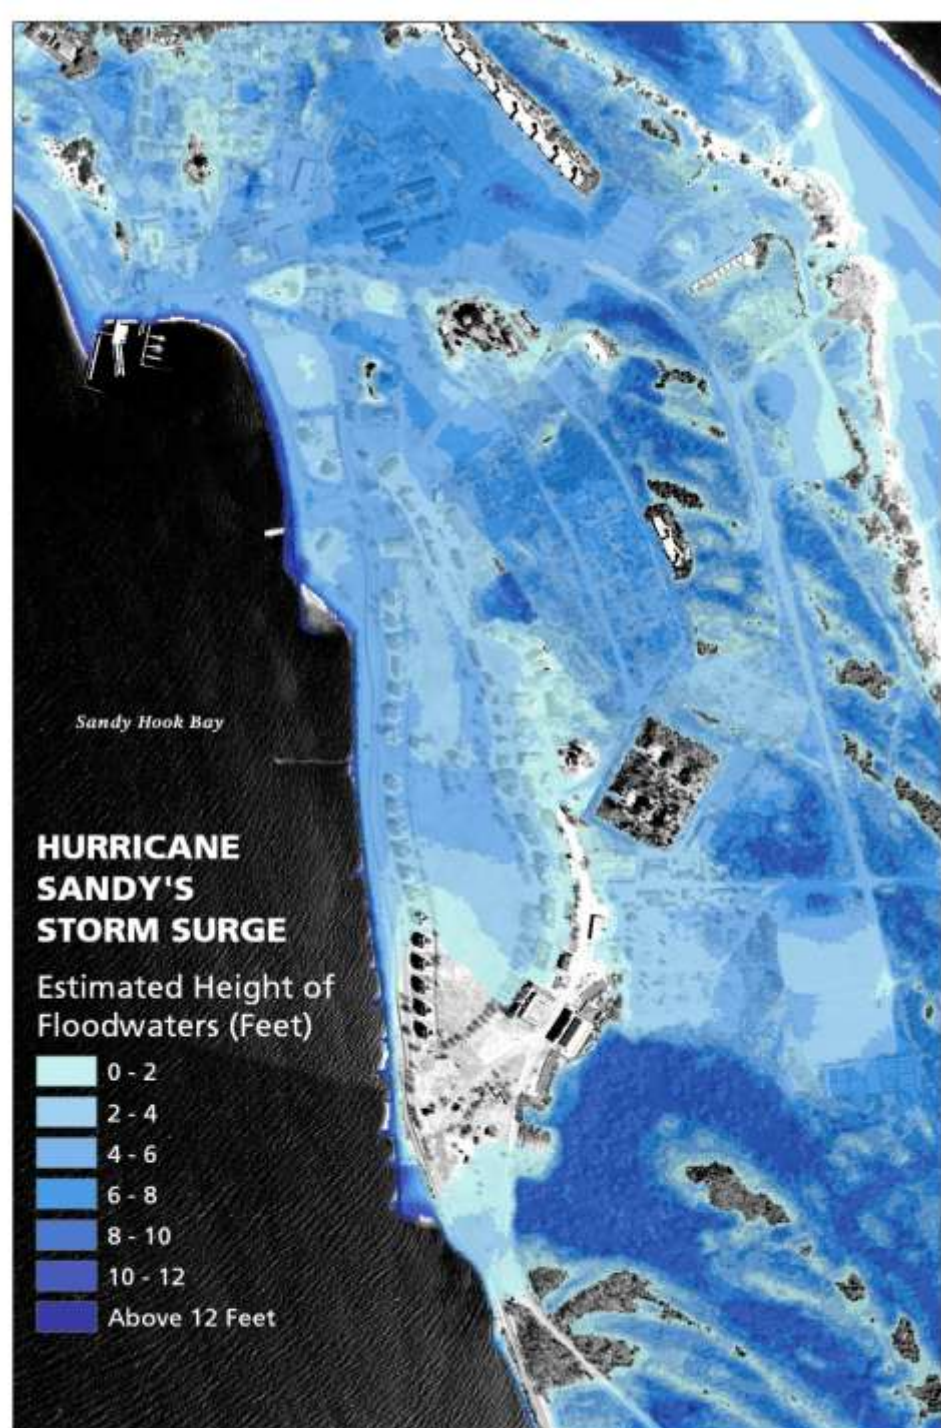 Sandy Hook Bay
HURRICANE
SANDY'S
STORM SURGE
Estimated Height of
Floodwaters (Feet)
0 - 2
2 - 4
4 - 6
6 - 8
8 - 10
10 - 12
Above 12 Feet